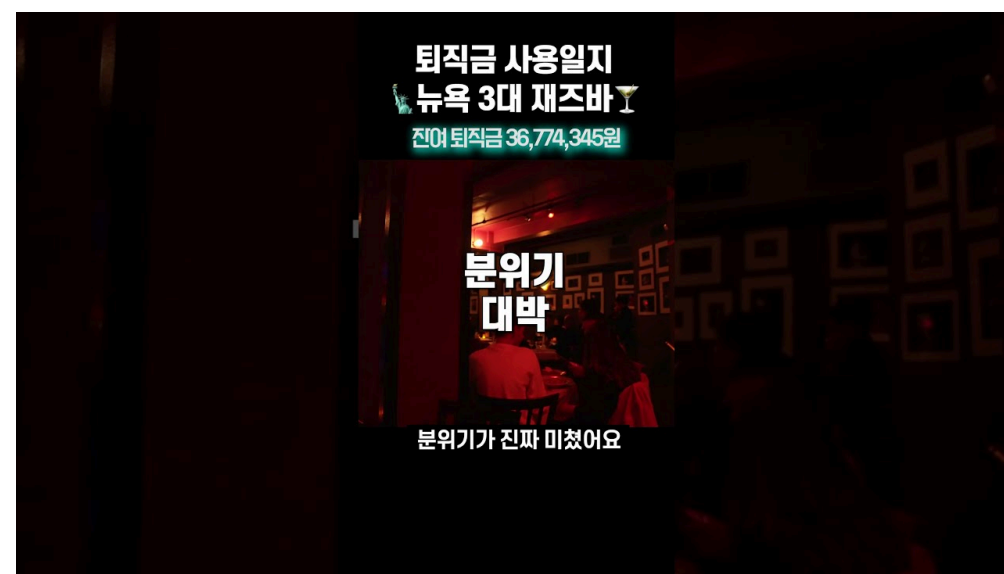 퇴직금 사용일지
🗽뉴욕 3대 재즈바🍸
잔여 퇴직금 36,774,345원
분위기
대박
분위기가 진짜 미쳤어요